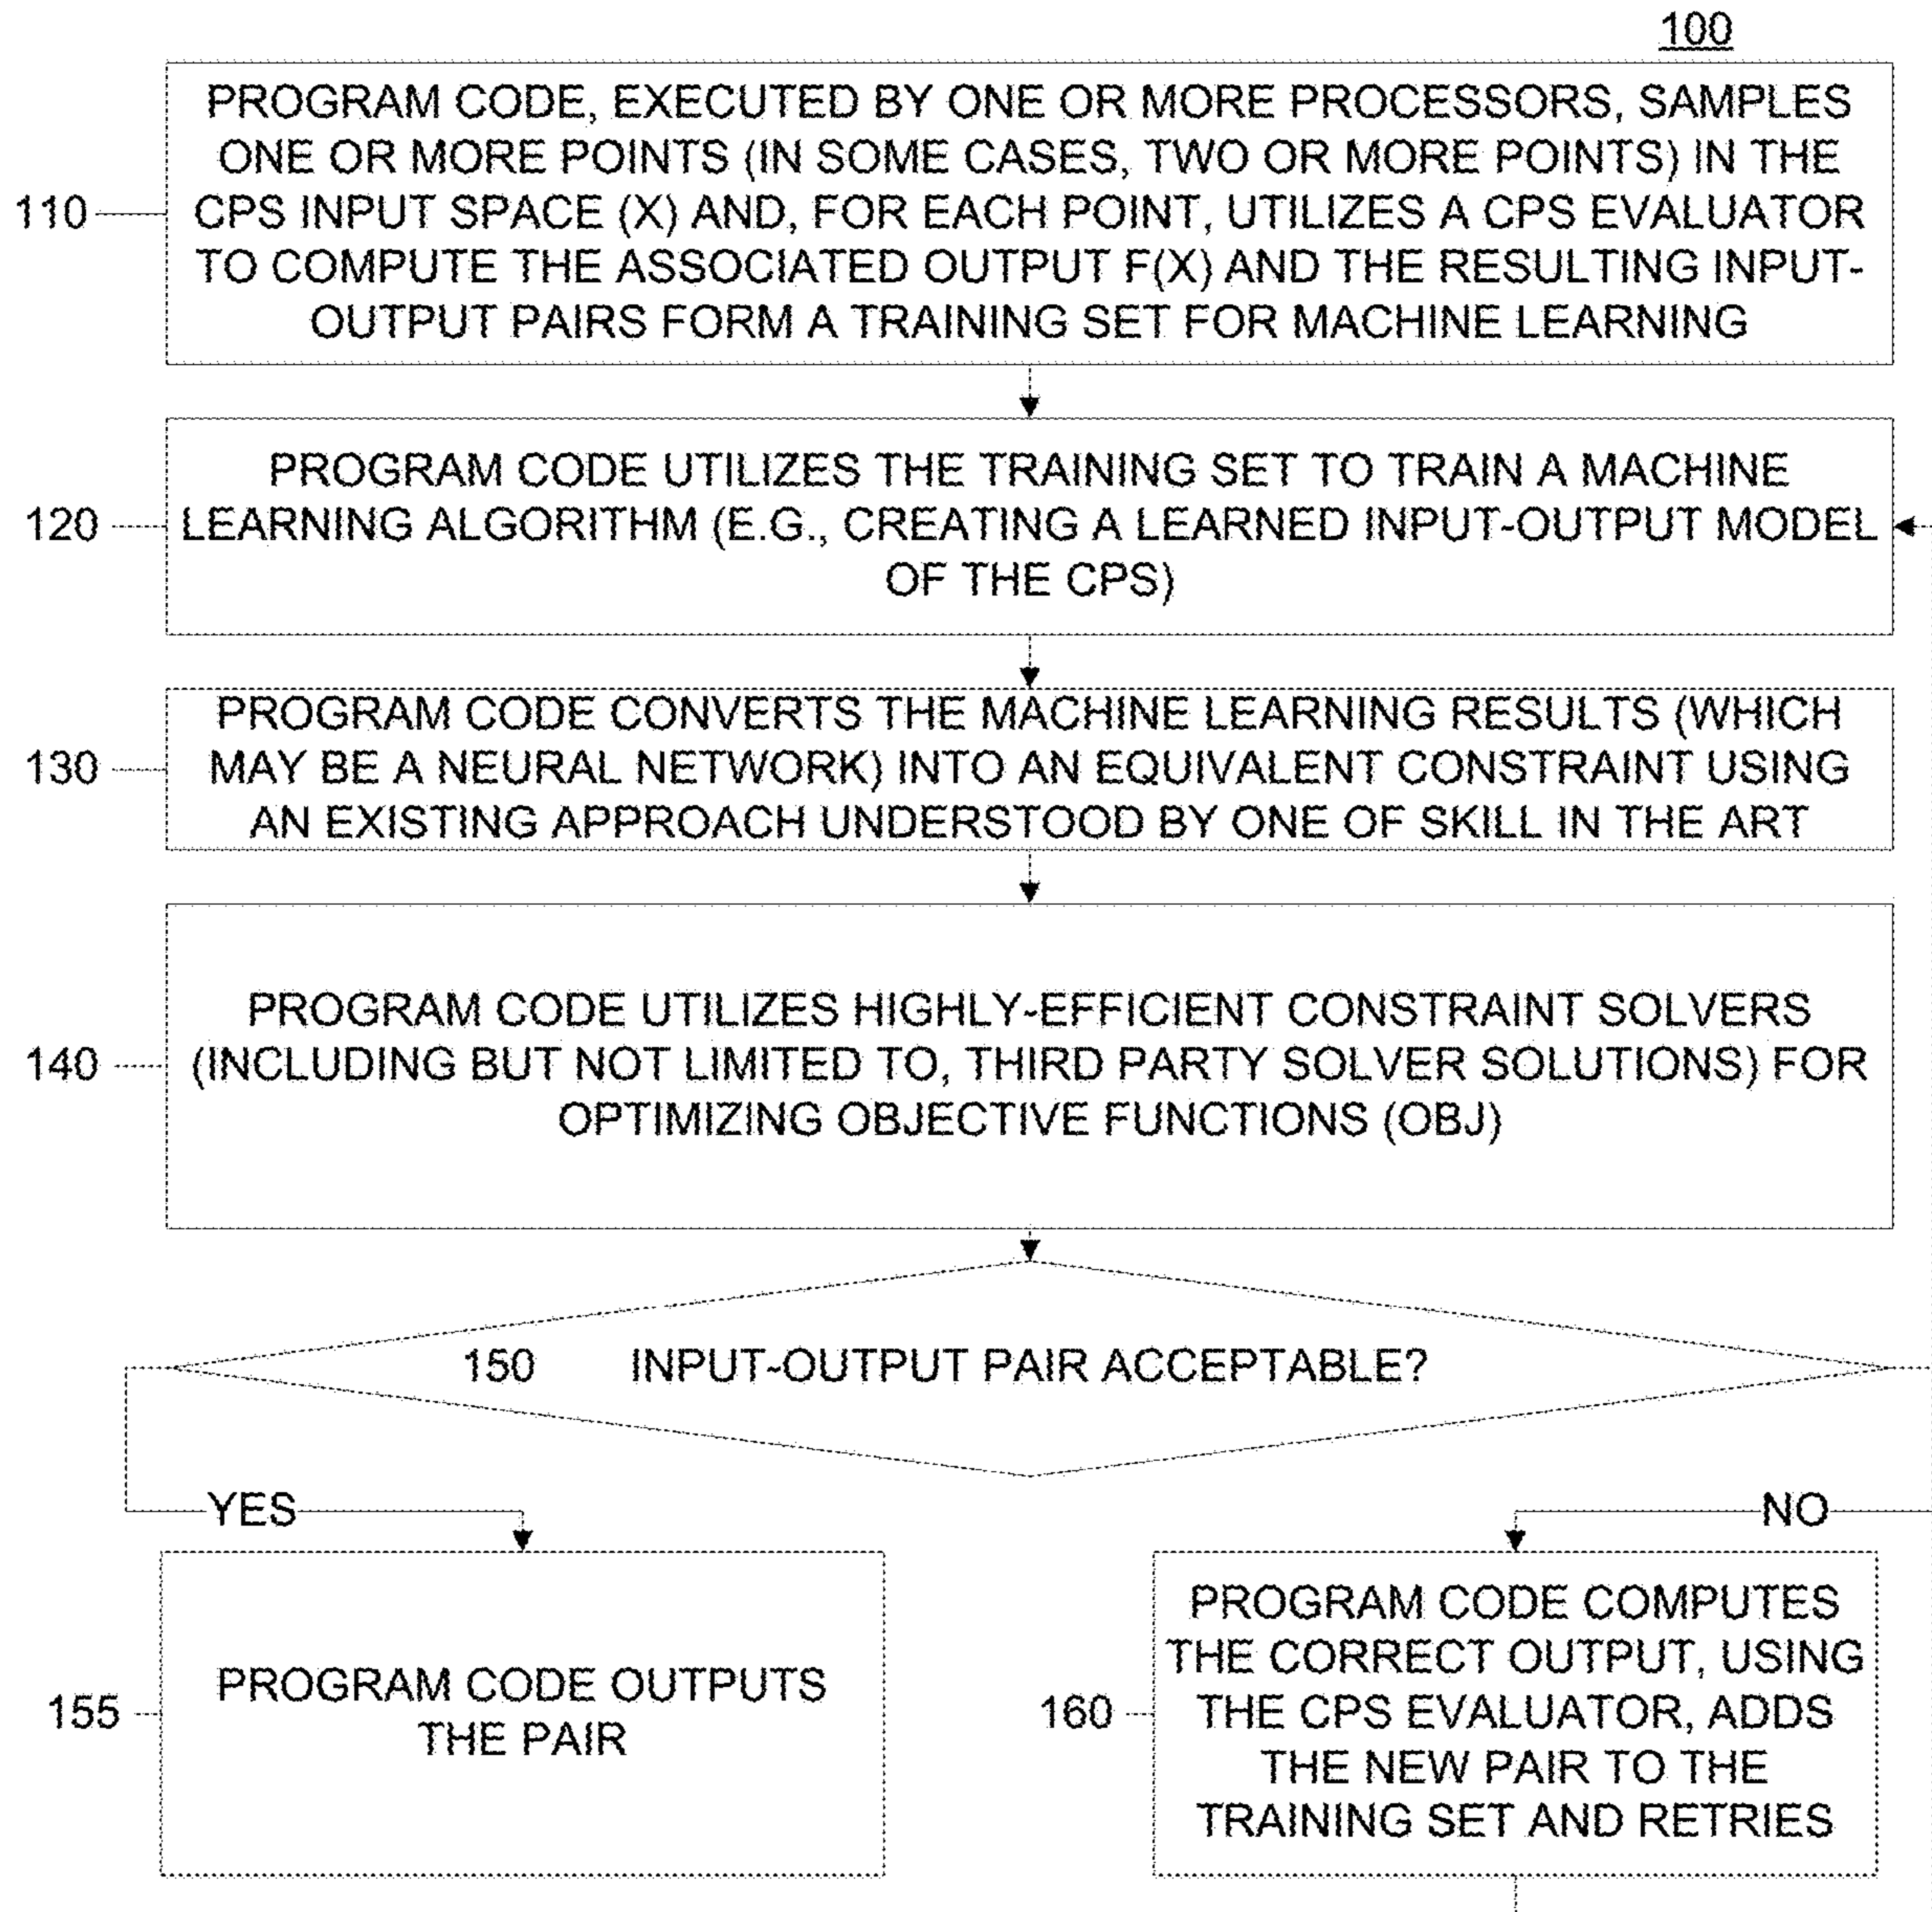 100
PROGRAM CODE, EXECUTED BY ONE OR MORE PROCESSORS, SAMPLES
ONE OR MORE POINTS (IN SOME CASES, TWO OR MORE POINTS) IN THE
CPS INPUT SPACE (X) AND, FOR EACH POINT, UTILIZES A CPS EVALUATOR
TO COMPUTE THE ASSOCIATED OUTPUT F(X) AND THE RESULTING INPUT-
OUTPUT PAIRS FORM A TRAINING SET FOR MACHINE LEARNING
110
PROGRAM CODE UTILIZES THE TRAINING SET TO TRAIN A MACHINE
LEARNING ALGORITHM (E.G., CREATING A LEARNED INPUT-OUTPUT MODEL
OF THE CPS)
120
PROGRAM CODE CONVERTS THE MACHINE LEARNING RESULTS (WHICH
MAY BE A NEURAL NETWORK) INTO AN EQUIVALENT CONSTRAINT USING
AN EXISTING APPROACH UNDERSTOOD BY ONE OF SKILL IN THE ART
130
PROGRAM CODE UTILIZES HIGHLY-EFFICIENT CONSTRAINT SOLVERS
(INCLUDING BUT NOT LIMITED TO, THIRD PARTY SOLVER SOLUTIONS) FOR
OPTIMIZING OBJECTIVE FUNCTIONS (OBJ)
140
150 INPUT-OUTPUT PAIR ACCEPTABLE?
YES
NO
PROGRAM CODE OUTPUTS
THE PAIR
155
PROGRAM CODE COMPUTES
THE CORRECT OUTPUT, USING
THE CPS EVALUATOR, ADDS
THE NEW PAIR TO THE
TRAINING SET AND RETRIES
160